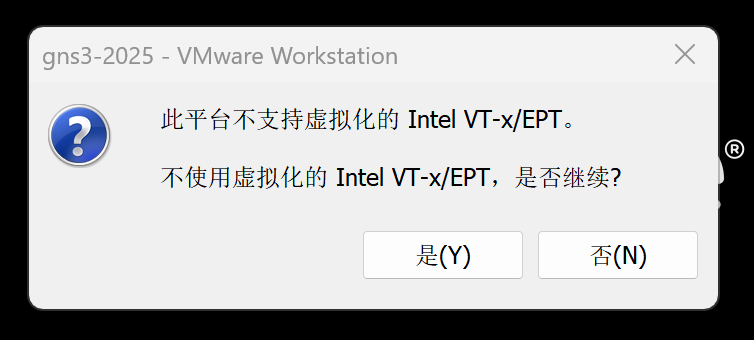 gns3-2025 - VMware Workstation
此平台不支持虚拟化的 Intel VT-x/EPT。
不使用虚拟化的 Intel VT-x/EPT，是否继续?
是(Y)
否(N)
®